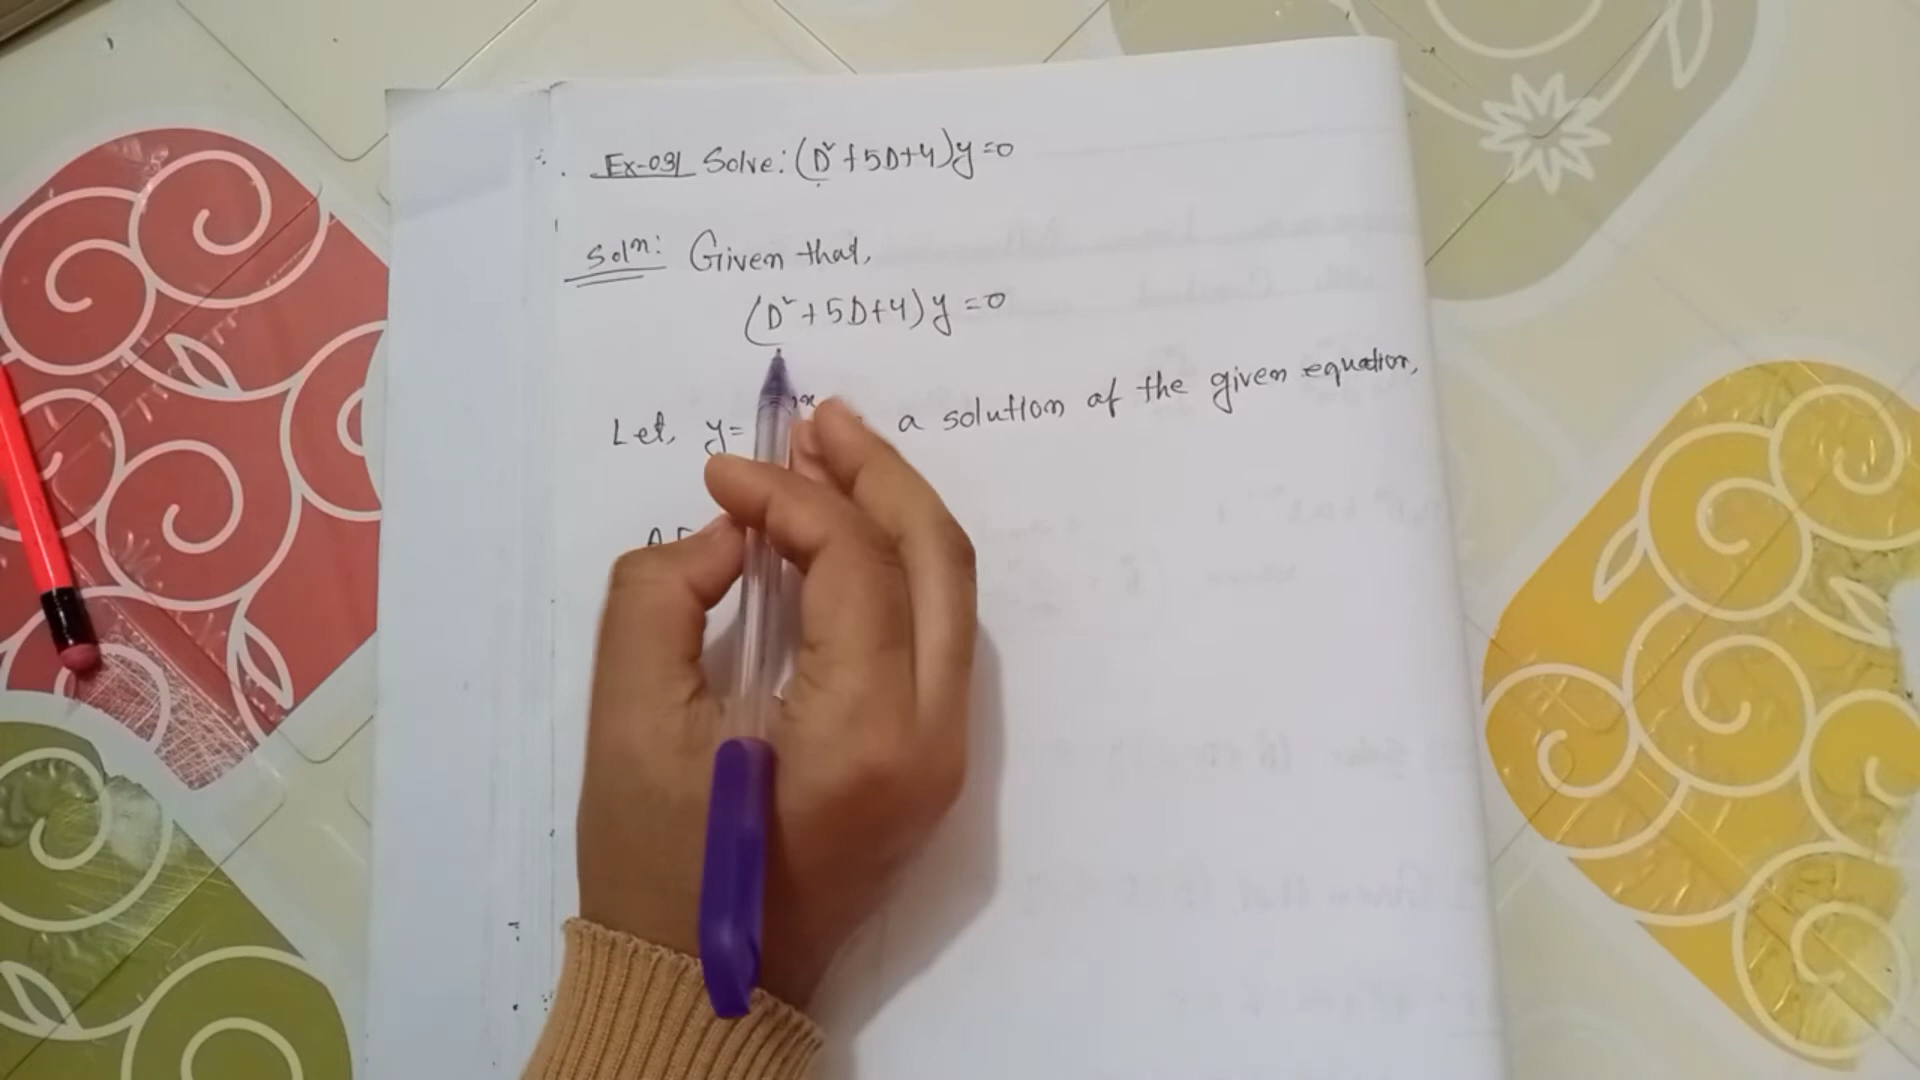 Ex-03/ Solve: (D² + 5D + 4)y = 0
Solⁿ: Given that,
(D² + 5D + 4)y = 0
Let, y= a solution of the given equation,